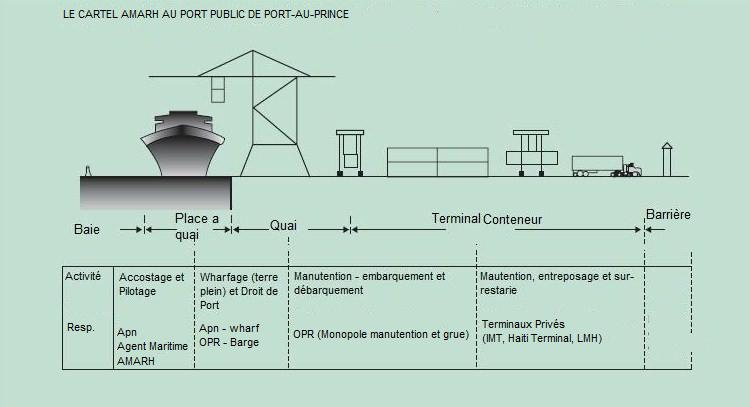 LE CARTEL AMARH AU PORT PUBLIC DE PORT-AU-PRINCE
Baie
Place a
quai
Quai
Terminal Conteneur
Barrière
Activité
Accostage et
Pilotage
Wharfage (terre
plein) et Droit de
Port
Manutention - embarquement et
débarquement
Mautention, entreposage et sur-
restarie
Resp.
Apn
Agent Maritime
AMARH
Apn - wharf
OPR - Barge
OPR (Monopole manutention et grue)
Terminaux Privés
(IMT, Haiti Terminal, LMH)